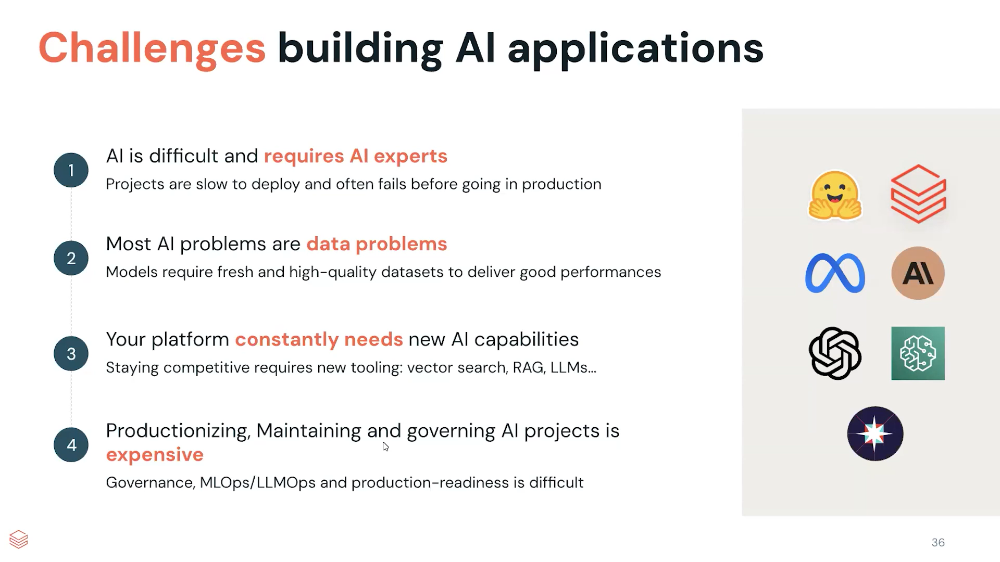 Challenges building AI applications
1
AI is difficult and requires AI experts
Projects are slow to deploy and often fails before going in production
2
Most AI problems are data problems
Models require fresh and high-quality datasets to deliver good performances
3
Your platform constantly needs new AI capabilities
Staying competitive requires new tooling: vector search, RAG, LLMs...
4
Productionizing, Maintaining and governing AI projects is
expensive
Governance, MLOps/LLMOps and production-readiness is difficult
AI
36